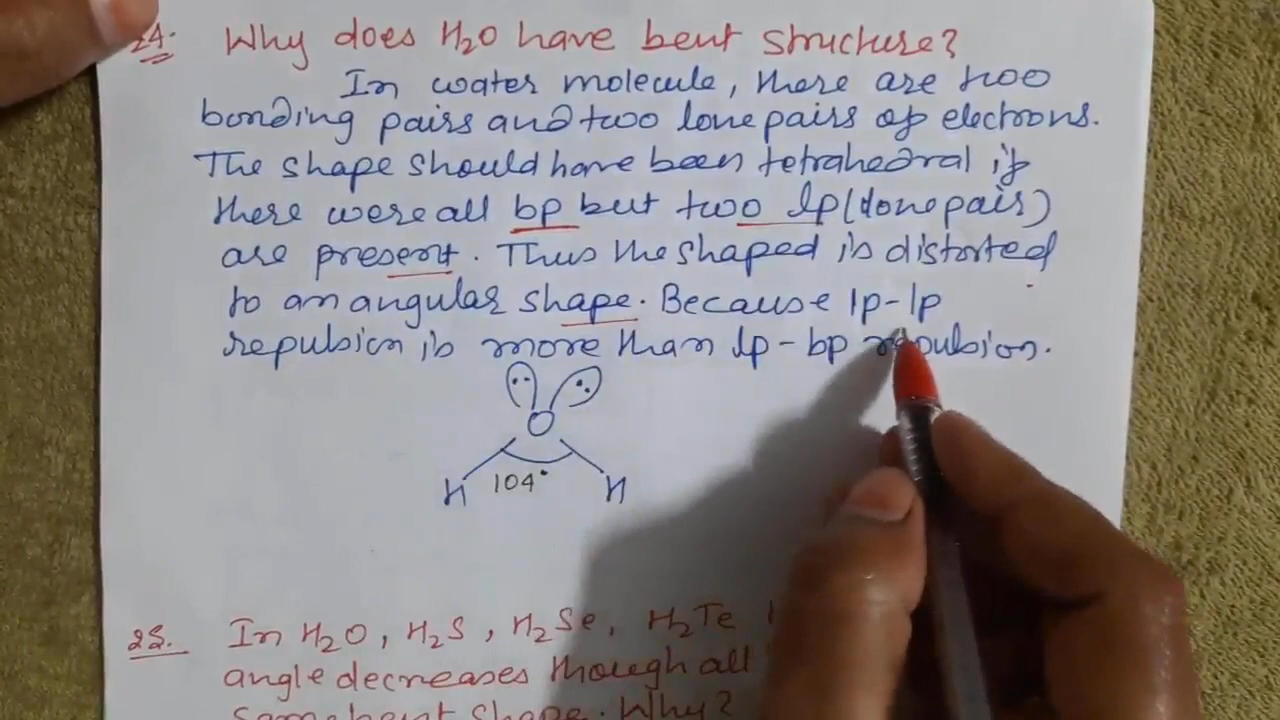 24. Why does H₂O have bent structure?
In water molecule, there are two
bonding pairs and two lone pairs of electrons.
The shape should have been tetrahedral if
there were all bp but two lp (lone pair)
are present. Thus the shaped is distorted
to an angular shape. Because lp-lp
repulsion is more than lp-bp repulsion.
O
H 104° H
25. In H₂O, H₂S, H₂Se, H₂Te
angle decreases though all
same bent shape. Why?